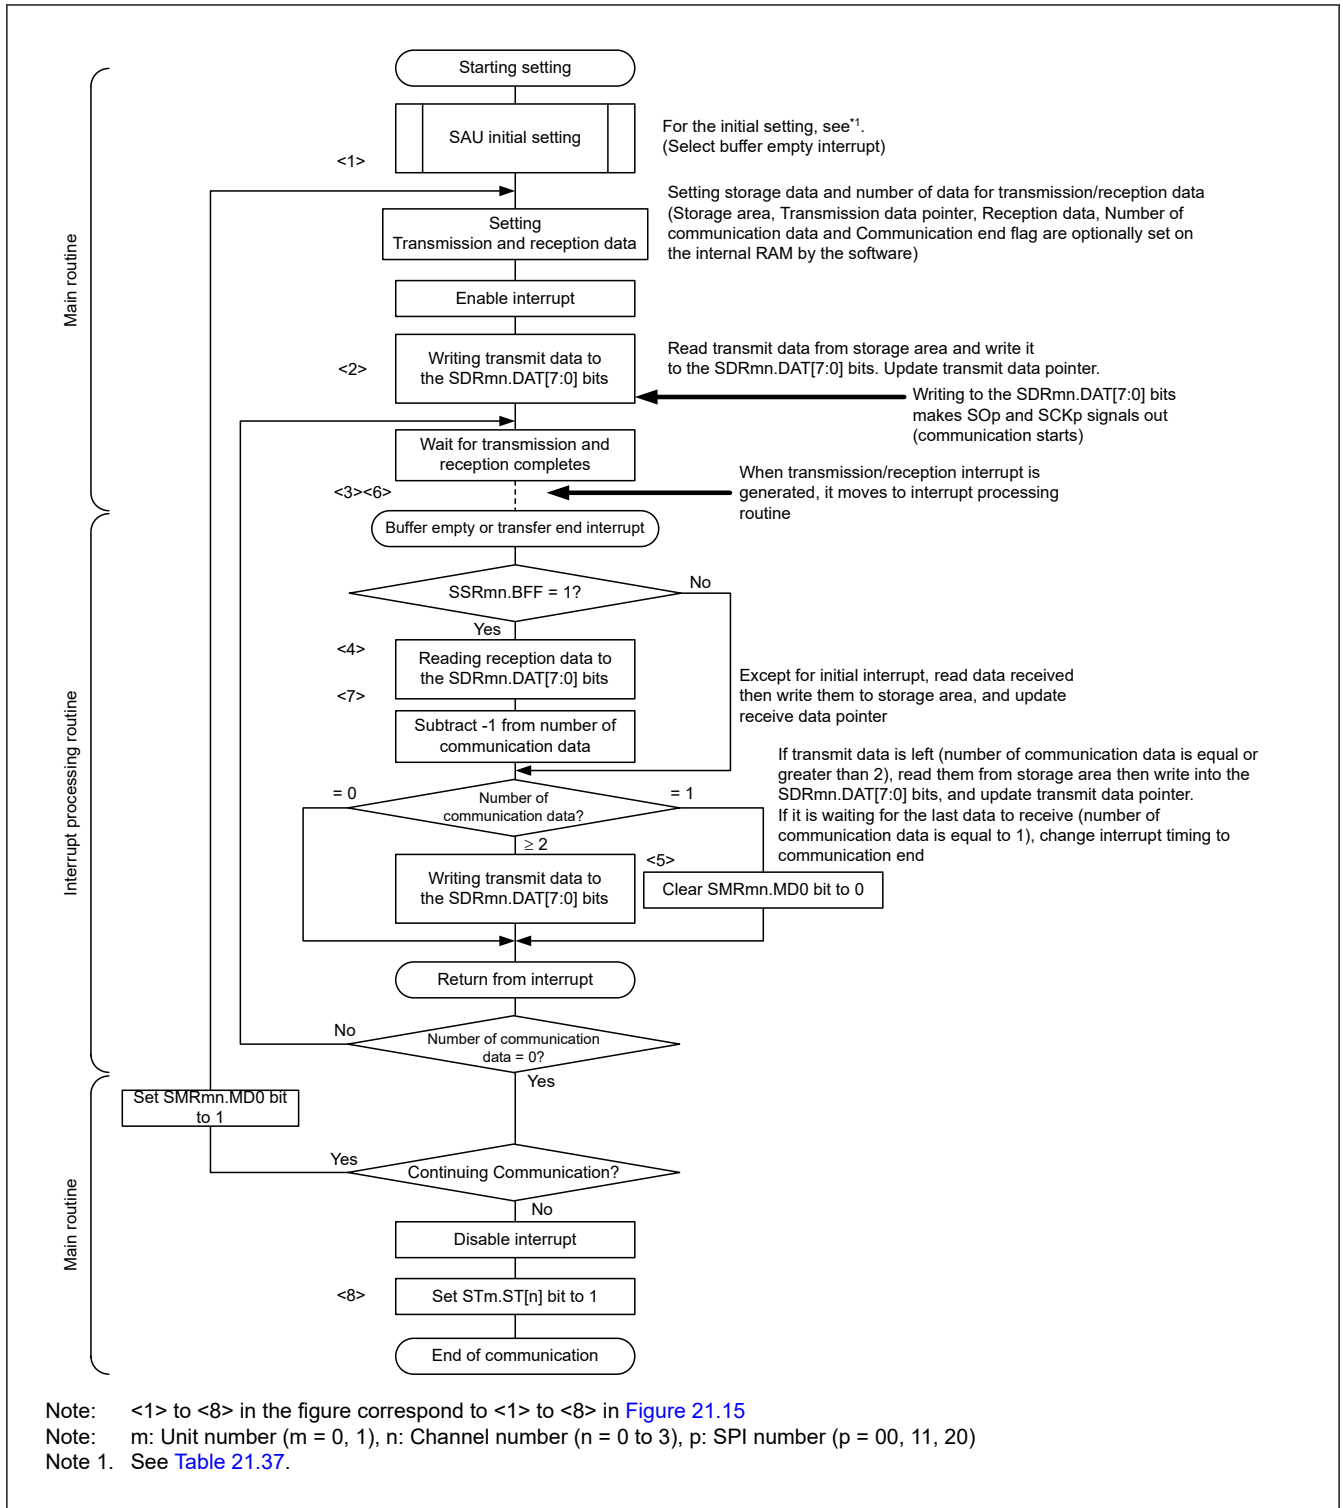 Starting setting
SAU initial setting
For the initial setting, see*1.
(Select buffer empty interrupt)
<1>
Setting storage data and number of data for transmission/reception data
(Storage area, Transmission data pointer, Reception data, Number of
communication data and Communication end flag are optionally set on
the internal RAM by the software)
Setting
Transmission and reception data
Main routine
Enable interrupt
<2>
Writing transmit data to
the SDRmn.DAT[7:0] bits
Read transmit data from storage area and write it
to the SDRmn.DAT[7:0] bits. Update transmit data pointer.
Writing to the SDRmn.DAT[7:0] bits
makes SOp and SCKp signals out
(communication starts)
Wait for transmission and
reception completes
<3><6>
When transmission/reception interrupt is
generated, it moves to interrupt processing
routine
Buffer empty or transfer end interrupt
SSRmn.BFF = 1?
No
Yes
<4>
Reading reception data to
the SDRmn.DAT[7:0] bits
<7>
Except for initial interrupt, read data received
then write them to storage area, and update
receive data pointer
Subtract -1 from number of
communication data
Interrupt processing routine
If transmit data is left (number of communication data is equal or
greater than 2), read them from storage area then write into the
SDRmn.DAT[7:0] bits, and update transmit data pointer.
If it is waiting for the last data to receive (number of
communication data is equal to 1), change interrupt timing to
communication end
= 0
Number of
communication data?
= 1
≥ 2
<5>
Writing transmit data to
the SDRmn.DAT[7:0] bits
Clear SMRmn.MD0 bit to 0
Return from interrupt
No
Number of communication
data = 0?
Yes
Set SMRmn.MD0 bit
to 1
Yes
Continuing Communication?
No
Main routine
Disable interrupt
<8>
Set STm.ST[n] bit to 1
End of communication
Note: <1> to <8> in the figure correspond to <1> to <8> in Figure 21.15
Note: m: Unit number (m = 0, 1), n: Channel number (n = 0 to 3), p: SPI number (p = 00, 11, 20)
Note 1. See Table 21.37.